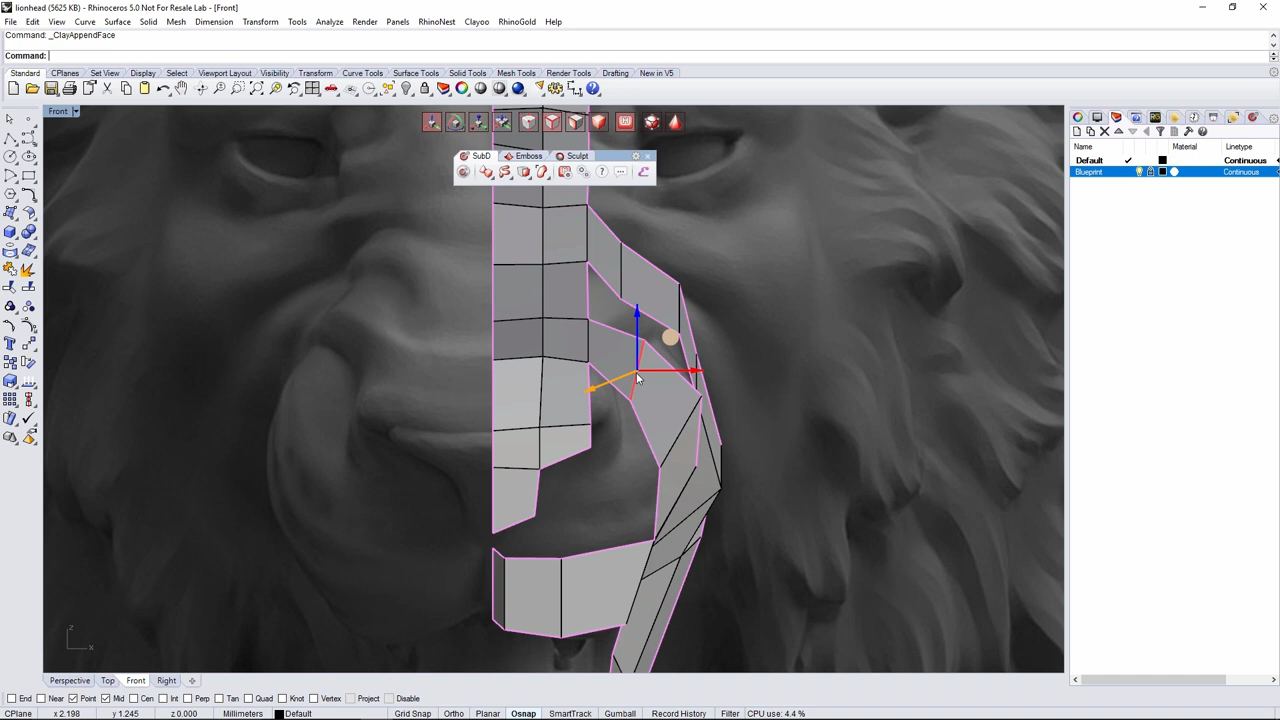 lionhead (5625 KB) - Rhinoceros 5.0 Not For Resale Lab - [Front]
File Edit View Curve Surface Solid Mesh Dimension Transform Tools Analyze Render Panels RhinoNest Clayoo RhinoGold Help
Command: _ClayAppendFace
Command:
Standard CPlanes Set View Display Select Viewport Layout Visibility Transform Curve Tools Surface Tools Solid Tools Mesh Tools Render Tools Drafting New in V5
Front
SubD Emboss Sculpt
Name Material Linetype
Default Continuous
Blueprint Continuous
z
x
Perspective Top Front Right
End Near Point Mid Cen Int Perp Tan Quad Knot Vertex Project Disable
CPlane x 2.198 y 1.245 z 0.000 Millimeters Default Grid Snap Ortho Planar Osnap SmartTrack Gumball Record History Filter CPU use: 4.4 %